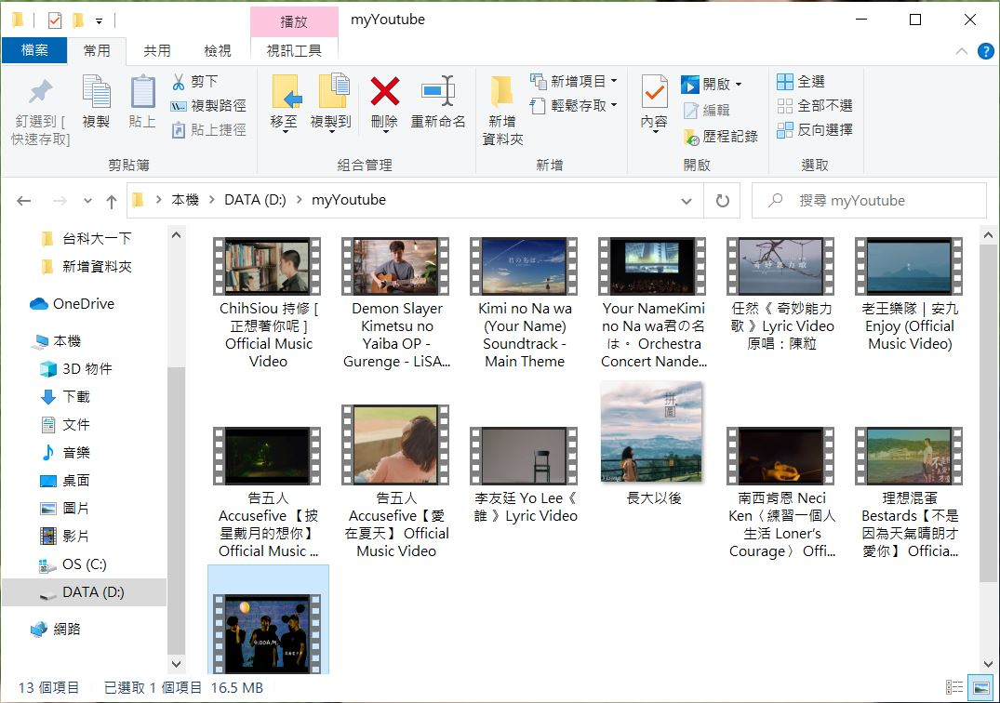 播放
myYoutube
檔案
常用
共用
檢視
視訊工具
釘選到 [
快速存取]
複製
貼上
剪下
複製路徑
貼上捷徑
剪貼簿
移至
複製到
刪除
重新命名
組合管理
新增
資料夾
新增項目
輕鬆存取
新增
內容
開啟
編輯
歷程記錄
開啟
全選
全部不選
反向選擇
選取
本機 > DATA (D:) > myYoutube
搜尋 myYoutube
台科大一下
新增資料夾
OneDrive
本機
3D 物件
下載
文件
音樂
桌面
圖片
影片
OS (C:)
DATA (D:)
網路
ChihSiou 持修 [
正想著你呢 ]
Official Music
Video
Demon Slayer
Kimetsu no
Yaiba OP -
Gurenge - LiSA...
君の名は。
Kimi no Na wa
(Your Name)
Soundtrack -
Main Theme
Your NameKimi
no Na wa君の名
は。 Orchestra
Concert Nande...
奇妙能力歌
任然《 奇妙能力
歌 》Lyric Video
原唱：陳粒
老王樂隊｜安九
Enjoy (Official
Music Video)
告五人
Accusefive 【披
星戴月的想你】
Official Music ...
告五人
Accusefive【愛
在夏天】 Official
Music Video
李友廷 Yo Lee《
誰 》Lyric Video
拼圖
長大以後
南西肯恩 Neci
Ken〈練習一個人
生活 Loner’s
Courage〉 Offi...
理想混蛋
Bestards【不是
因為天氣晴朗才
愛你】 Officia...
9:00A.M.
13 個項目
已選取 1 個項目 16.5 MB